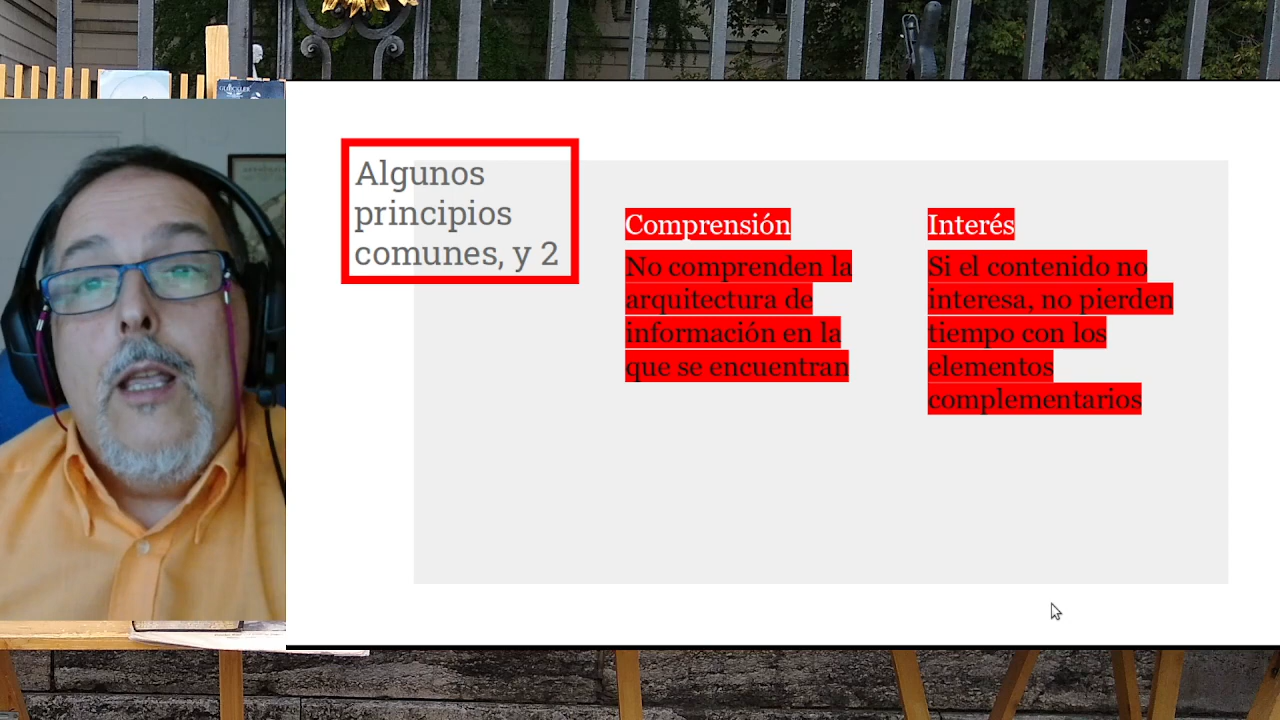 Algunos
principios
comunes, y 2
Comprensión
No comprenden la
arquitectura de
información en la
que se encuentran
Interés
Si el contenido no
interesa, no pierden
tiempo con los
elementos
complementarios